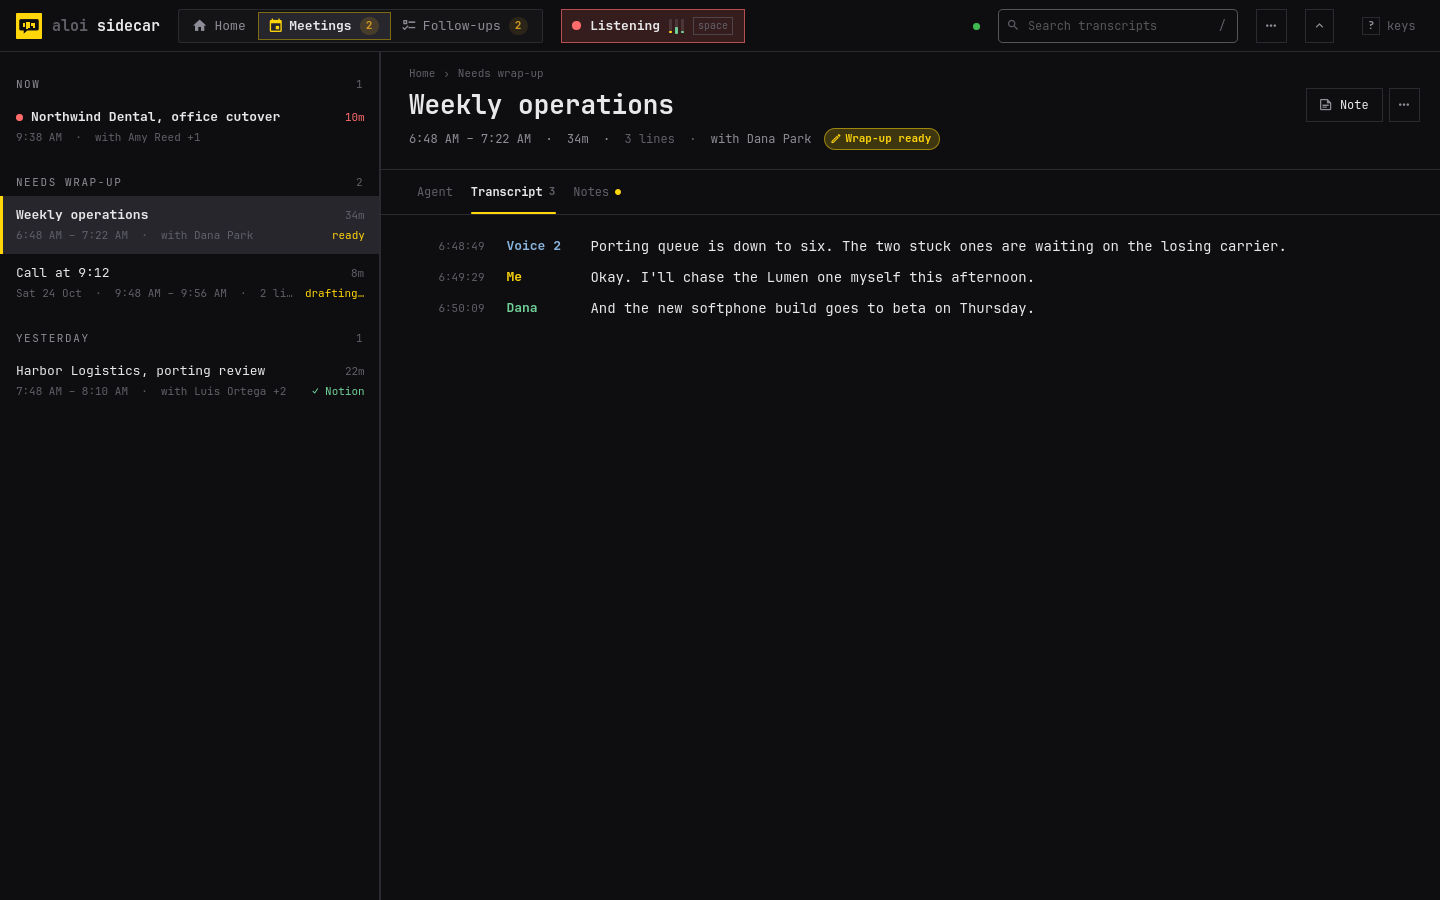 aloi sidecar
Home
Meetings 2
Follow-ups 2
Listening space
Search transcripts /
? keys
NOW 1
Northwind Dental, office cutover 10m
9:38 AM · with Amy Reed +1
NEEDS WRAP-UP 2
Weekly operations 34m
6:48 AM – 7:22 AM · with Dana Park ready
Call at 9:12 8m
Sat 24 Oct · 9:48 AM – 9:56 AM · 2 li… drafting…
YESTERDAY 1
Harbor Logistics, porting review 22m
7:48 AM – 8:10 AM · with Luis Ortega +2 ✓ Notion
Home › Needs wrap-up
Weekly operations
Note
6:48 AM – 7:22 AM · 34m · 3 lines · with Dana Park Wrap-up ready
Agent Transcript 3 Notes
6:48:49 Voice 2 Porting queue is down to six. The two stuck ones are waiting on the losing carrier.
6:49:29 Me Okay. I'll chase the Lumen one myself this afternoon.
6:50:09 Dana And the new softphone build goes to beta on Thursday.